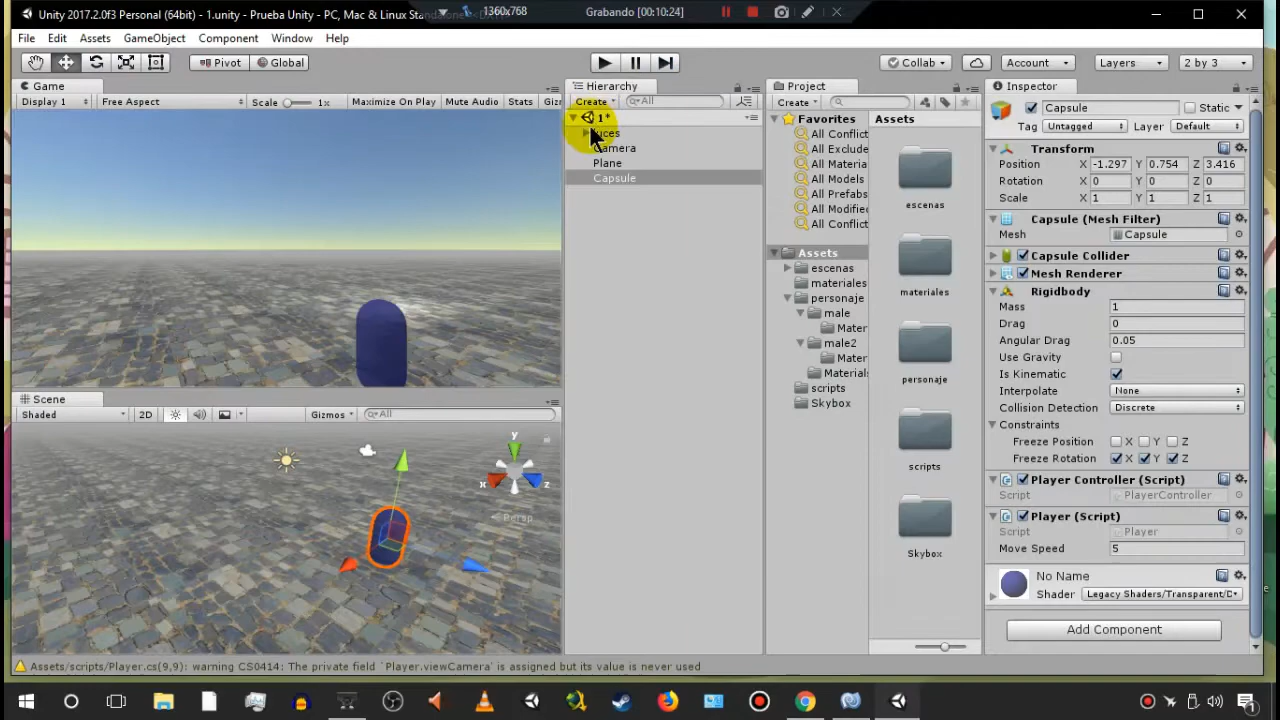 1360x768
Grabando 00:10:24
Unity 2017.2.0f3 Personal (64bit) - 1.unity - Prueba Unity - PC, Mac & Linux Standalone
File Edit Assets GameObject Component Window Help
Pivot Global
Collab Account Layers 2 by 3
Game
Display 1 Free Aspect Scale 1x Maximize On Play Mute Audio Stats
Hierarchy
Create All
1*
Luces
Camera
Plane
Capsule
Project
Create
Favorites
All Conflict
All Exclude
All Materia
All Models
All Prefabs
All Modified
All Conflict
Assets
escenas
materiales
personaje
male
Mater
male2
Mater
Materials
scripts
Skybox
Assets
escenas
materiales
personaje
scripts
Skybox
Inspector
Capsule Static
Tag Untagged Layer Default
Transform
Position X -1.297 Y 0.754 Z 3.416
Rotation X 0 Y 0 Z 0
Scale X 1 Y 1 Z 1
Capsule (Mesh Filter)
Mesh Capsule
Capsule Collider
Mesh Renderer
Rigidbody
Mass 1
Drag 0
Angular Drag 0.05
Use Gravity
Is Kinematic
Interpolate None
Collision Detection Discrete
Constraints
Freeze Position X Y Z
Freeze Rotation X Y Z
Player Controller (Script)
Script PlayerController
Player (Script)
Script Player
Move Speed 5
No Name
Shader Legacy Shaders/Transparent/D
Add Component
Scene
Shaded 2D Gizmos All
y
x z
Persp
Assets/scripts/Player.cs(9,9): warning CS0414: The private field `Player.viewCamera' is assigned but its value is never used